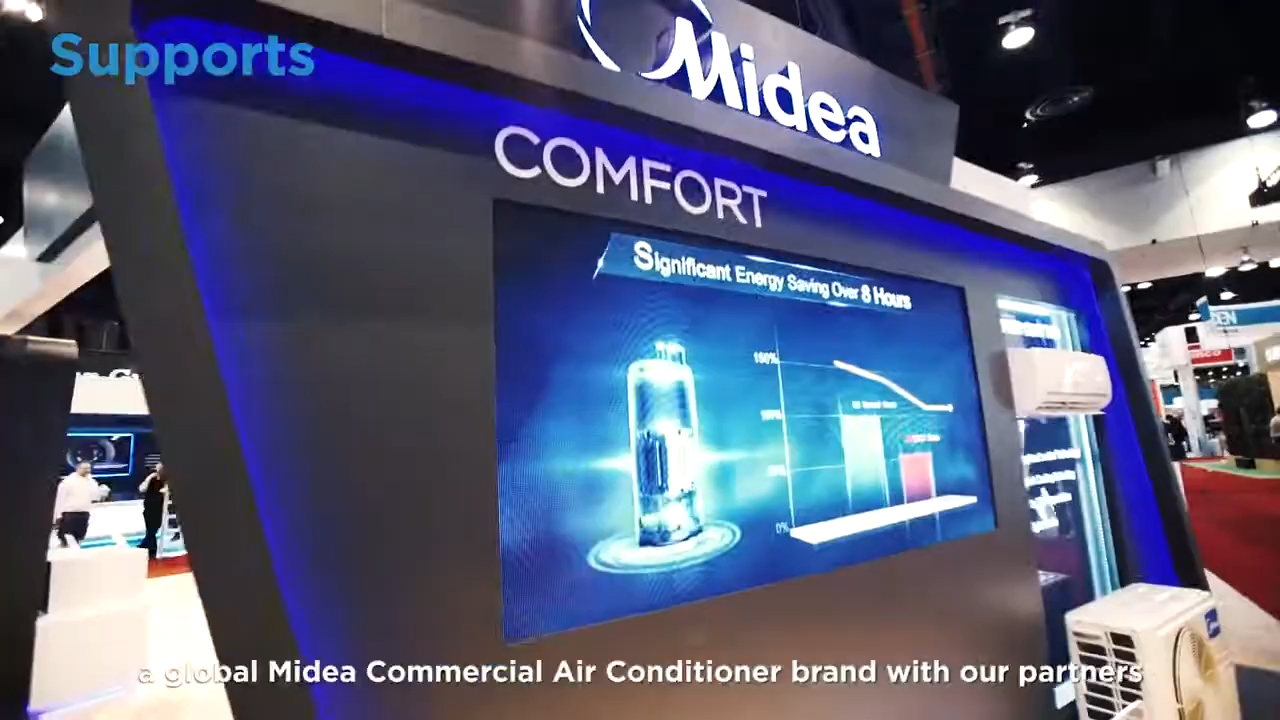 Supports
Midea
COMFORT
Significant Energy Saving Over 8 Hours
150%
100%
0%
a global Midea Commercial Air Conditioner brand with our partners